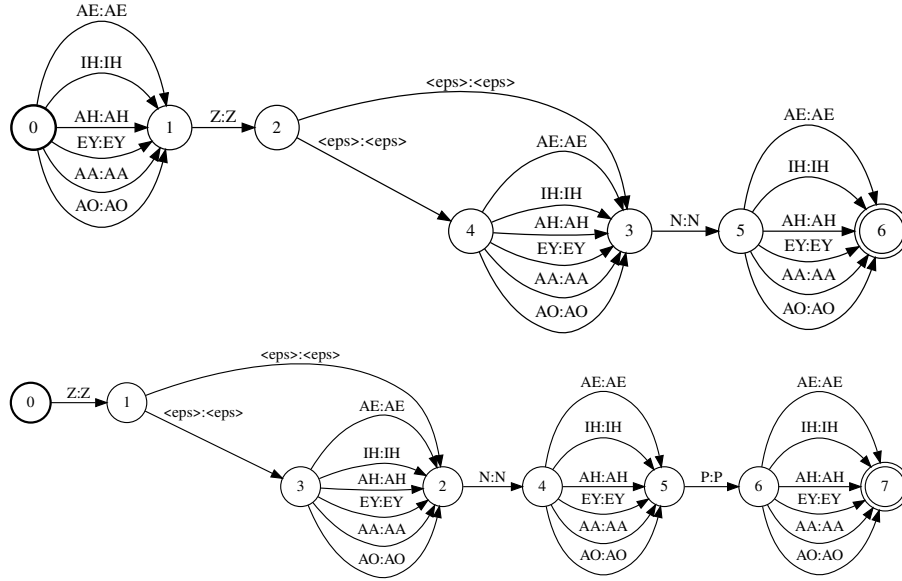 AE:AE
IH:IH
AH:AH
EY:EY
AA:AA
AO:AO
0
1
Z:Z
2
<eps>:<eps>
<eps>:<eps>
4
AE:AE
IH:IH
AH:AH
EY:EY
AA:AA
AO:AO
3
N:N
5
AE:AE
IH:IH
AH:AH
EY:EY
AA:AA
AO:AO
6
0
Z:Z
1
<eps>:<eps>
<eps>:<eps>
3
AE:AE
IH:IH
AH:AH
EY:EY
AA:AA
AO:AO
2
N:N
4
AE:AE
IH:IH
AH:AH
EY:EY
AA:AA
AO:AO
5
P:P
6
AE:AE
IH:IH
AH:AH
EY:EY
AA:AA
AO:AO
7